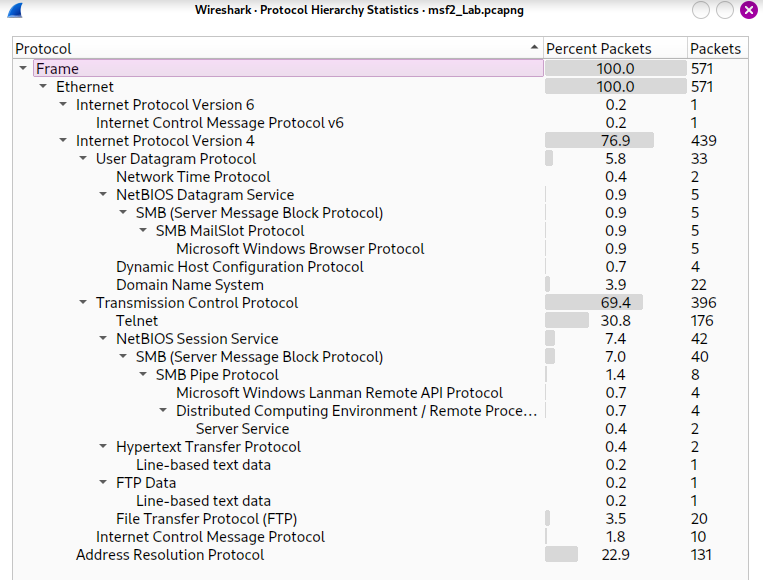 Wireshark · Protocol Hierarchy Statistics · msf2_Lab.pcapng
Protocol Percent Packets Packets
Frame 100.0 571
Ethernet 100.0 571
Internet Protocol Version 6 0.2 1
Internet Control Message Protocol v6 0.2 1
Internet Protocol Version 4 76.9 439
User Datagram Protocol 5.8 33
Network Time Protocol 0.4 2
NetBIOS Datagram Service 0.9 5
SMB (Server Message Block Protocol) 0.9 5
SMB MailSlot Protocol 0.9 5
Microsoft Windows Browser Protocol 0.9 5
Dynamic Host Configuration Protocol 0.7 4
Domain Name System 3.9 22
Transmission Control Protocol 69.4 396
Telnet 30.8 176
NetBIOS Session Service 7.4 42
SMB (Server Message Block Protocol) 7.0 40
SMB Pipe Protocol 1.4 8
Microsoft Windows Lanman Remote API Protocol 0.7 4
Distributed Computing Environment / Remote Proce... 0.7 4
Server Service 0.4 2
Hypertext Transfer Protocol 0.4 2
Line-based text data 0.2 1
FTP Data 0.2 1
Line-based text data 0.2 1
File Transfer Protocol (FTP) 3.5 20
Internet Control Message Protocol 1.8 10
Address Resolution Protocol 22.9 131